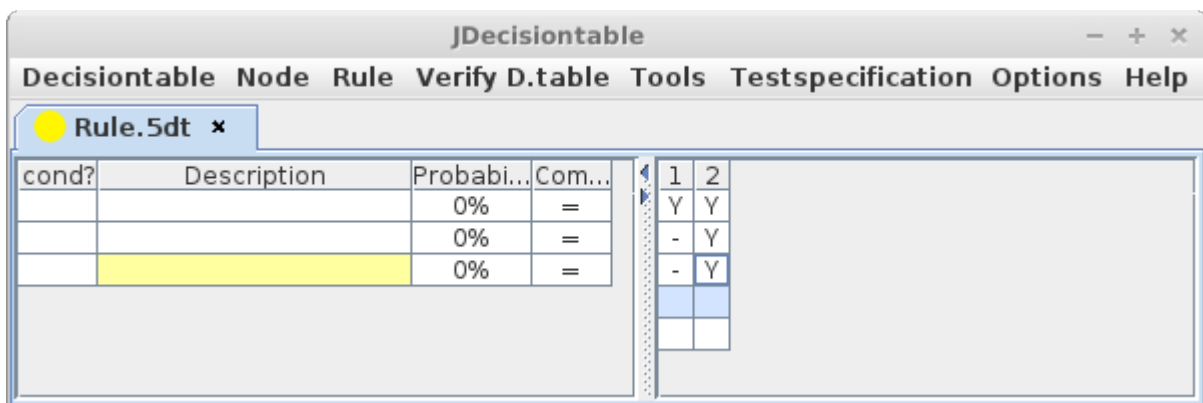 JDecisiontable
Decisiontable Node Rule Verify D.table Tools Testspecification Options Help
Rule.5dt ×
cond? Description Probabi... Com... 1 2
0% = Y Y
0% = - Y
0% = - Y